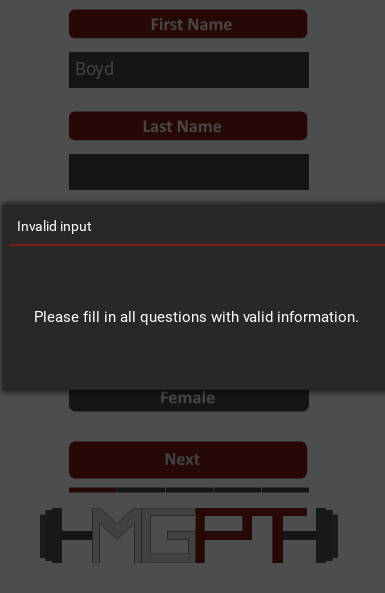 First Name
Boyd
Last Name
Invalid input
Please fill in all questions with valid information.
Female
Next
MGPT